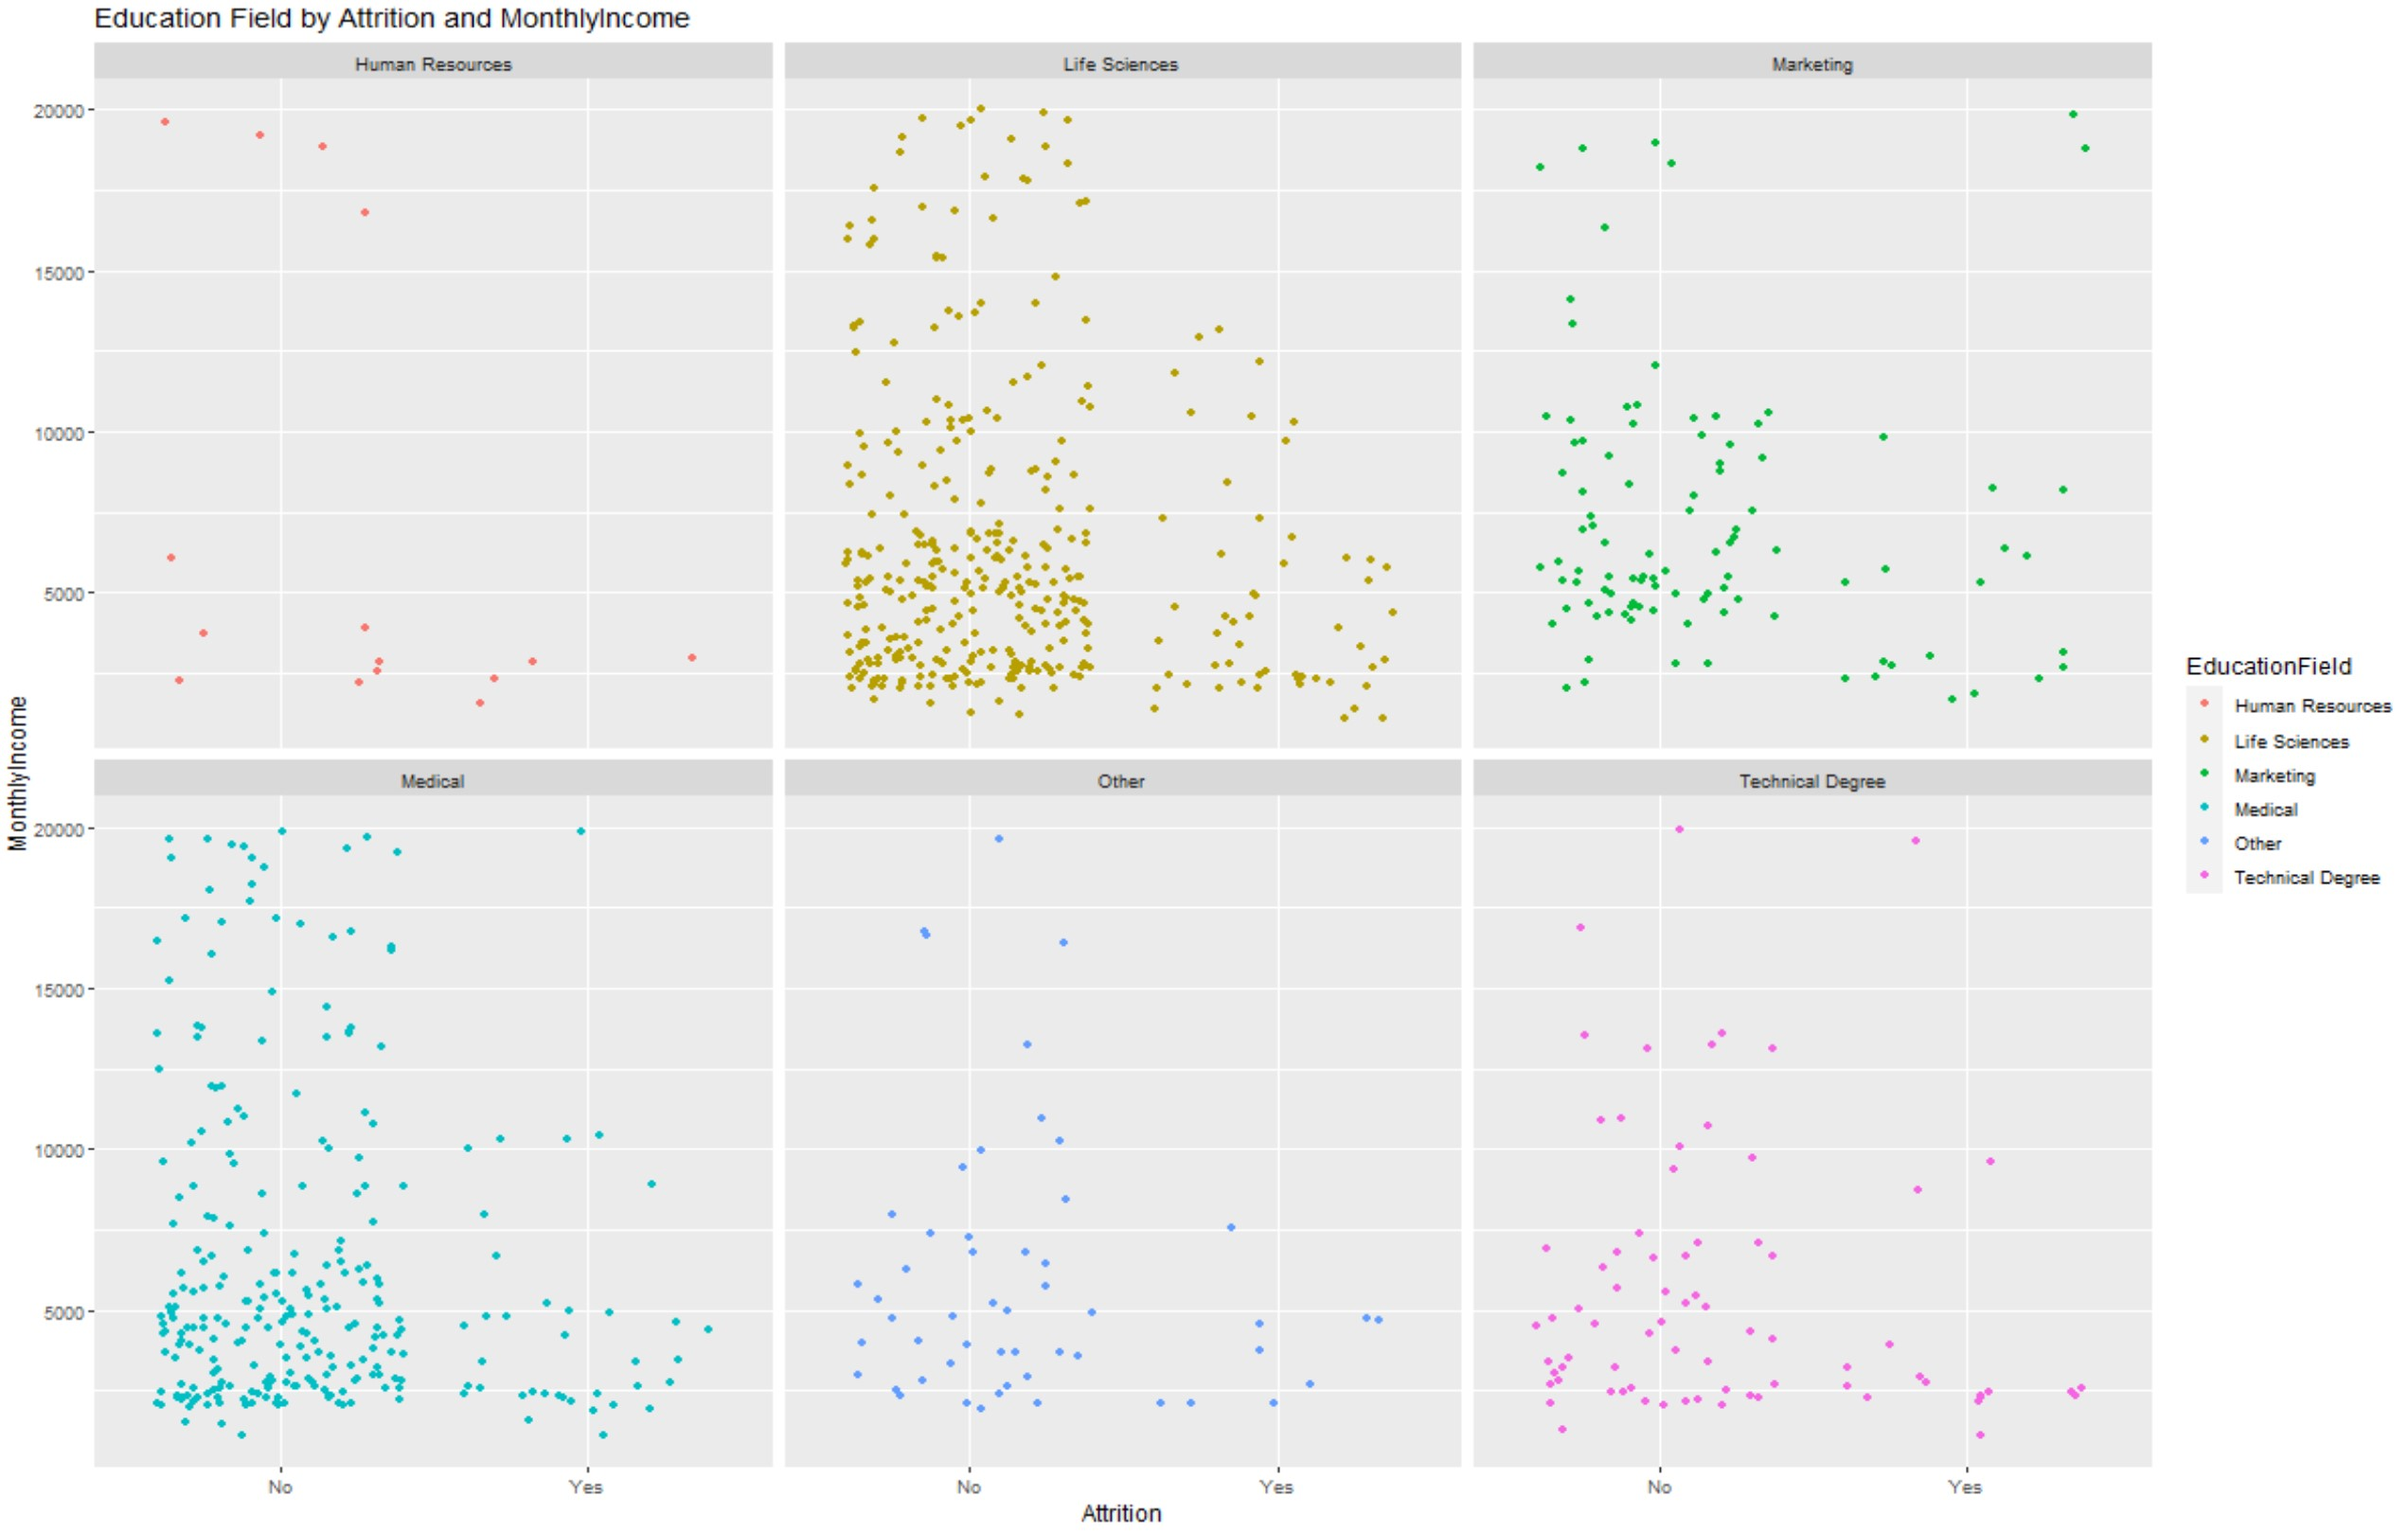 Education Field by Attrition and MonthlyIncome
Human Resources
Life Sciences
Marketing
20000
15000
10000
5000
MonthlyIncome
Medical
Other
Technical Degree
20000
15000
10000
5000
No
Yes
No
Yes
No
Yes
Attrition
EducationField
Human Resources
Life Sciences
Marketing
Medical
Other
Technical Degree